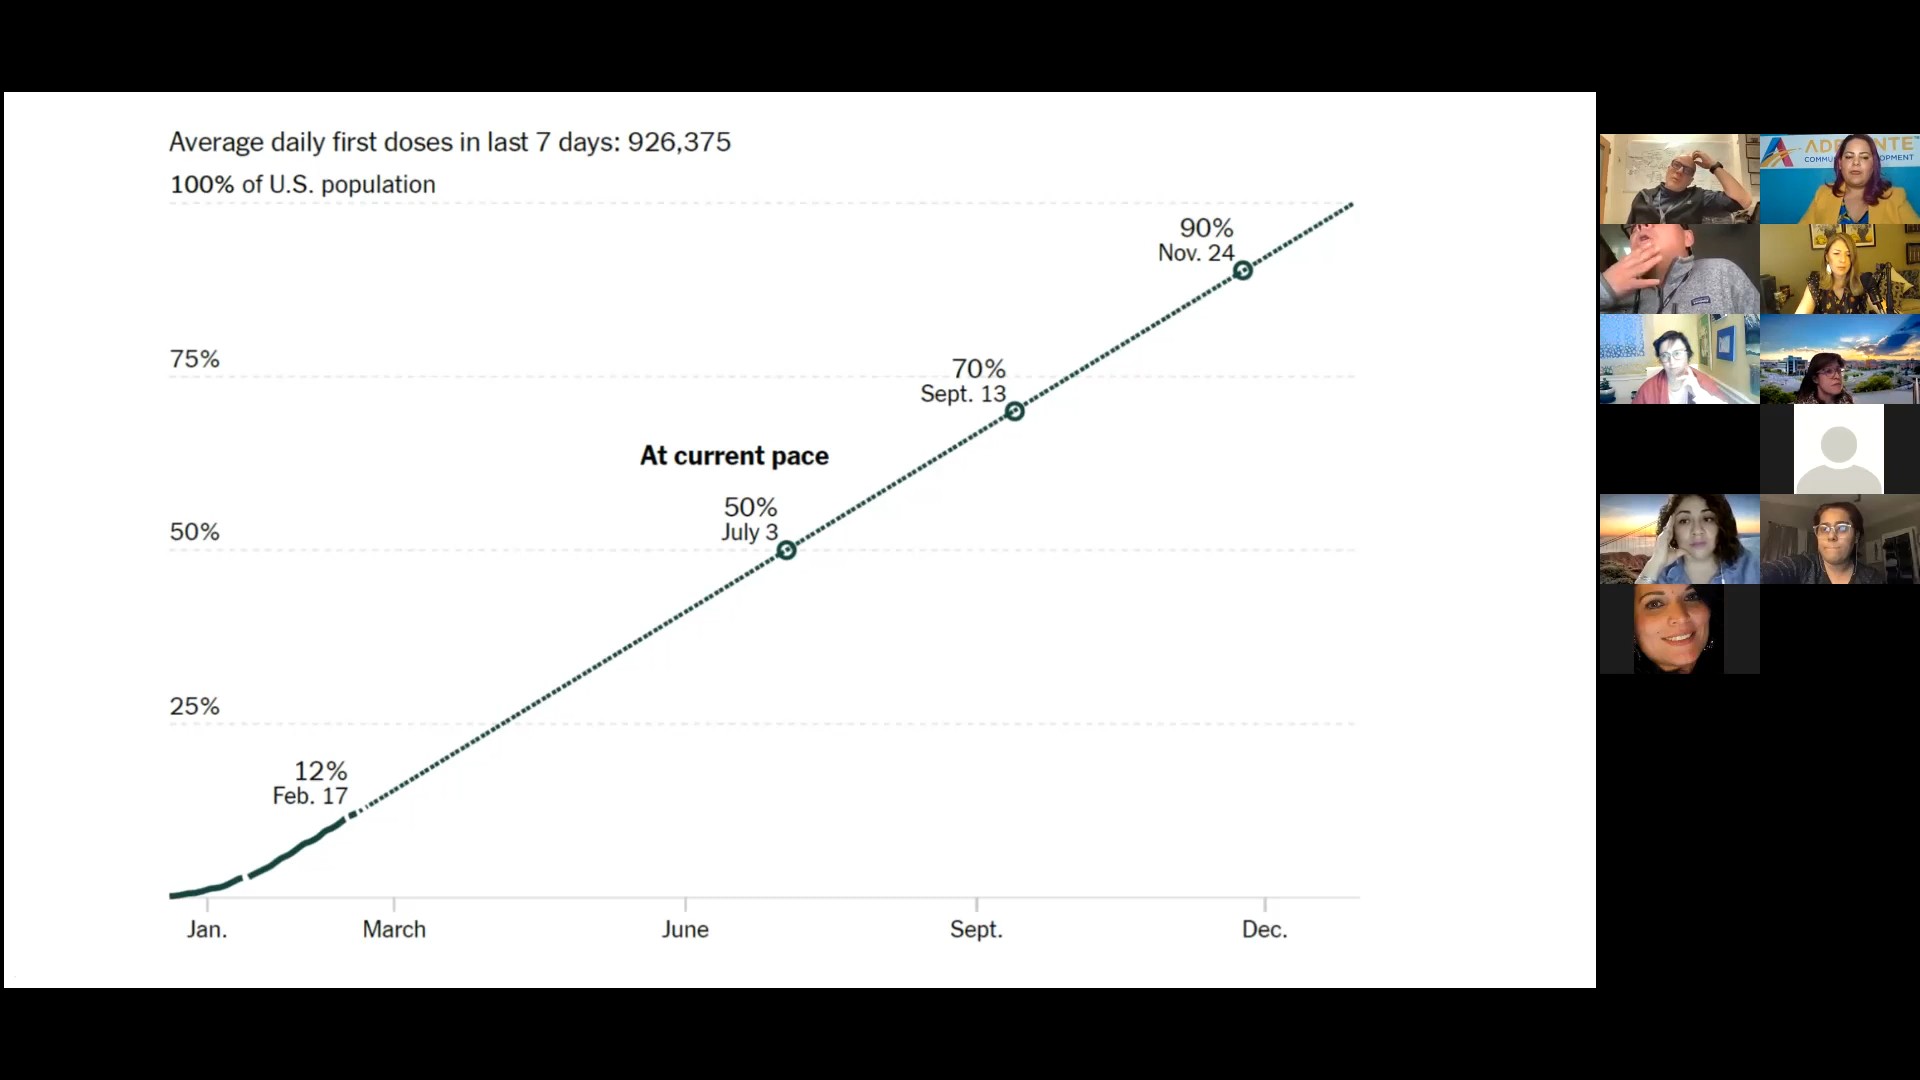 Average daily first doses in last 7 days: 926,375
100% of U.S. population
90%
Nov. 24
75%
70%
Sept. 13
At current pace
50%
July 3
50%
25%
12%
Feb. 17
Jan.
March
June
Sept.
Dec.